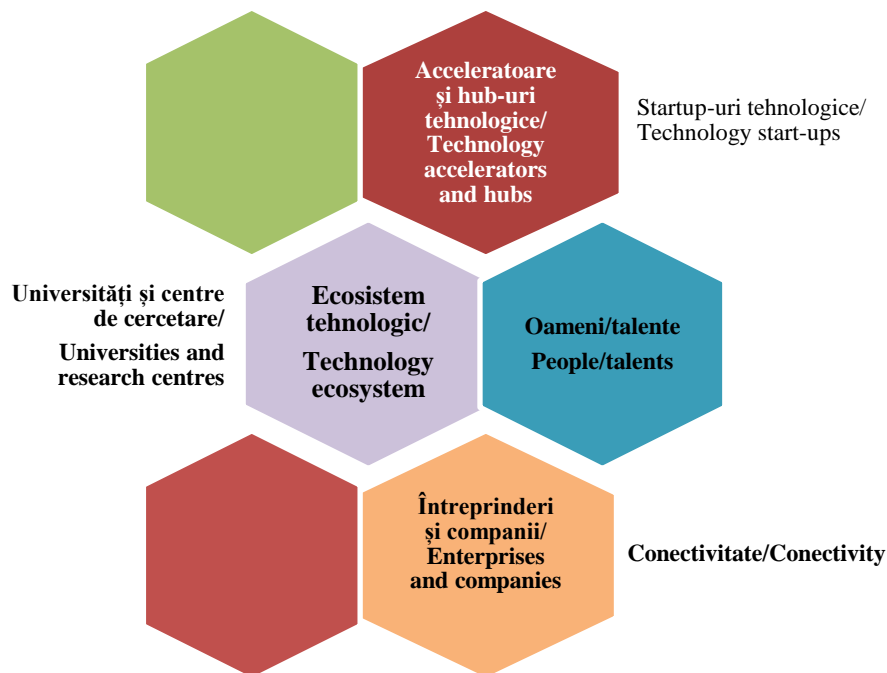 Acceleratoare
și hub-uri
tehnologice/
Technology
accelerators
and hubs
Startup-uri tehnologice/
Technology start-ups
Universități și centre
de cercetare/
Universities and
research centres
Ecosistem
tehnologic/
Technology
ecosystem
Oameni/talente
People/talents
Întreprinderi
și companii/
Enterprises
and companies
Conectivitate/Conectivity